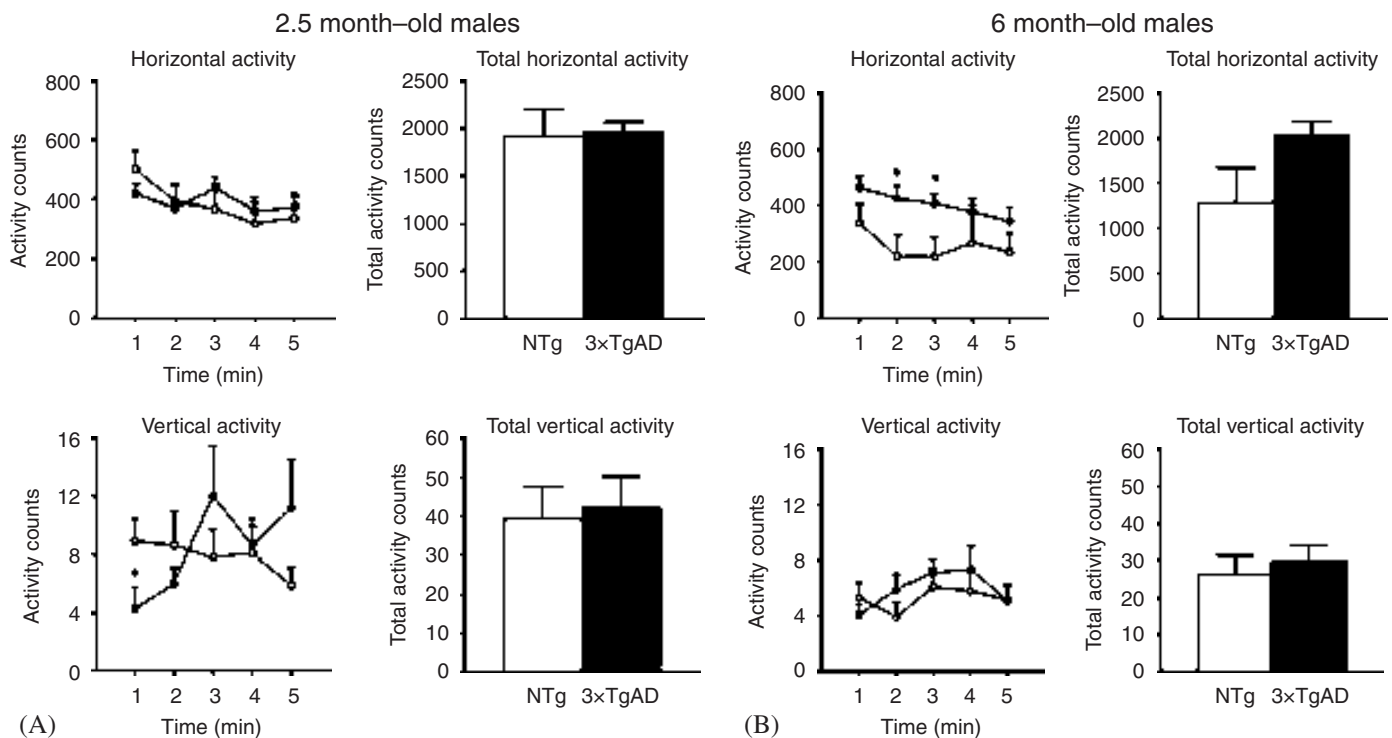 2.5 month–old males
Horizontal activity
800
600
400
200
0
Activity counts
1 2 3 4 5
Time (min)
Total horizontal activity
2500
2000
1500
1000
500
0
Total activity counts
NTg 3×TgAD
Vertical activity
16
12
8
4
0
Activity counts
1 2 3 4 5
Time (min)
Total vertical activity
60
50
40
30
20
10
0
Total activity counts
NTg 3×TgAD
(A)
6 month–old males
Horizontal activity
800
600
400
200
0
Activity counts
1 2 3 4 5
Time (min)
Total horizontal activity
2500
2000
1500
1000
500
0
Total activity counts
NTg 3×TgAD
Vertical activity
16
12
8
4
0
Activity counts
1 2 3 4 5
Time (min)
Total vertical activity
60
50
40
30
20
10
0
Total activity counts
NTg 3×TgAD
(B)